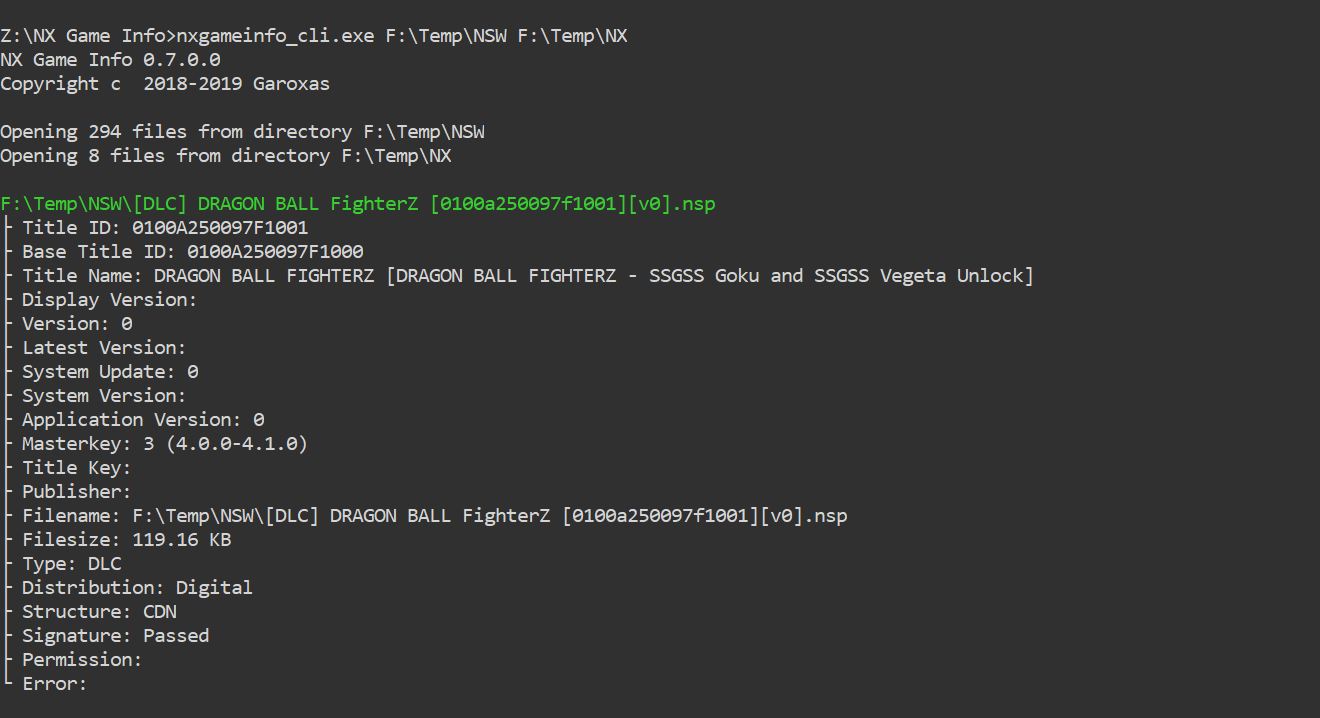 Z:\NX Game Info>nxgameinfo_cli.exe F:\Temp\NSW F:\Temp\NX
NX Game Info 0.7.0.0
Copyright c  2018-2019 Garoxas
Opening 294 files from directory F:\Temp\NSW
Opening 8 files from directory F:\Temp\NX
F:\Temp\NSW\[DLC] DRAGON BALL FighterZ [0100a250097f1001][v0].nsp
├ Title ID: 0100A250097F1001
├ Base Title ID: 0100A250097F1000
├ Title Name: DRAGON BALL FIGHTERZ [DRAGON BALL FIGHTERZ - SSGSS Goku and SSGSS Vegeta Unlock]
├ Display Version:
├ Version: 0
├ Latest Version:
├ System Update: 0
├ System Version:
├ Application Version: 0
├ Masterkey: 3 (4.0.0-4.1.0)
├ Title Key:
├ Publisher:
├ Filename: F:\Temp\NSW\[DLC] DRAGON BALL FighterZ [0100a250097f1001][v0].nsp
├ Filesize: 119.16 KB
├ Type: DLC
├ Distribution: Digital
├ Structure: CDN
├ Signature: Passed
├ Permission:
└ Error: